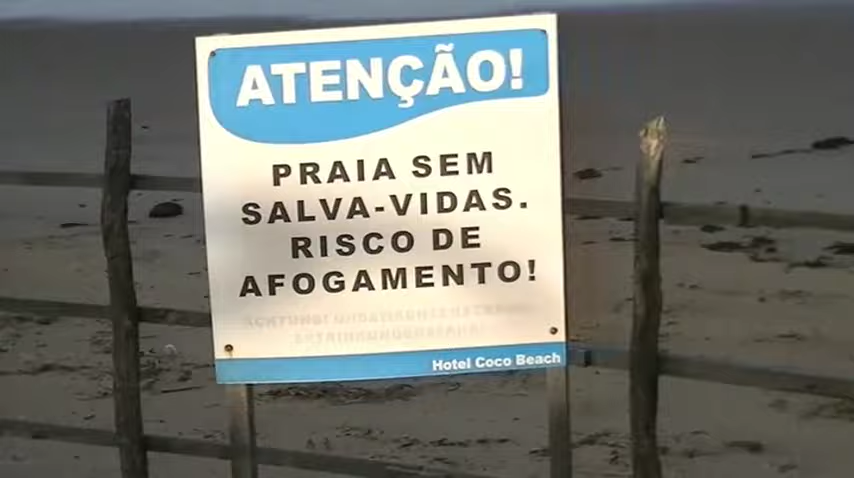 ATENÇÃO!
PRAIA SEM
SALVA-VIDAS.
RISCO DE
AFOGAMENTO!
Hotel Coco Beach